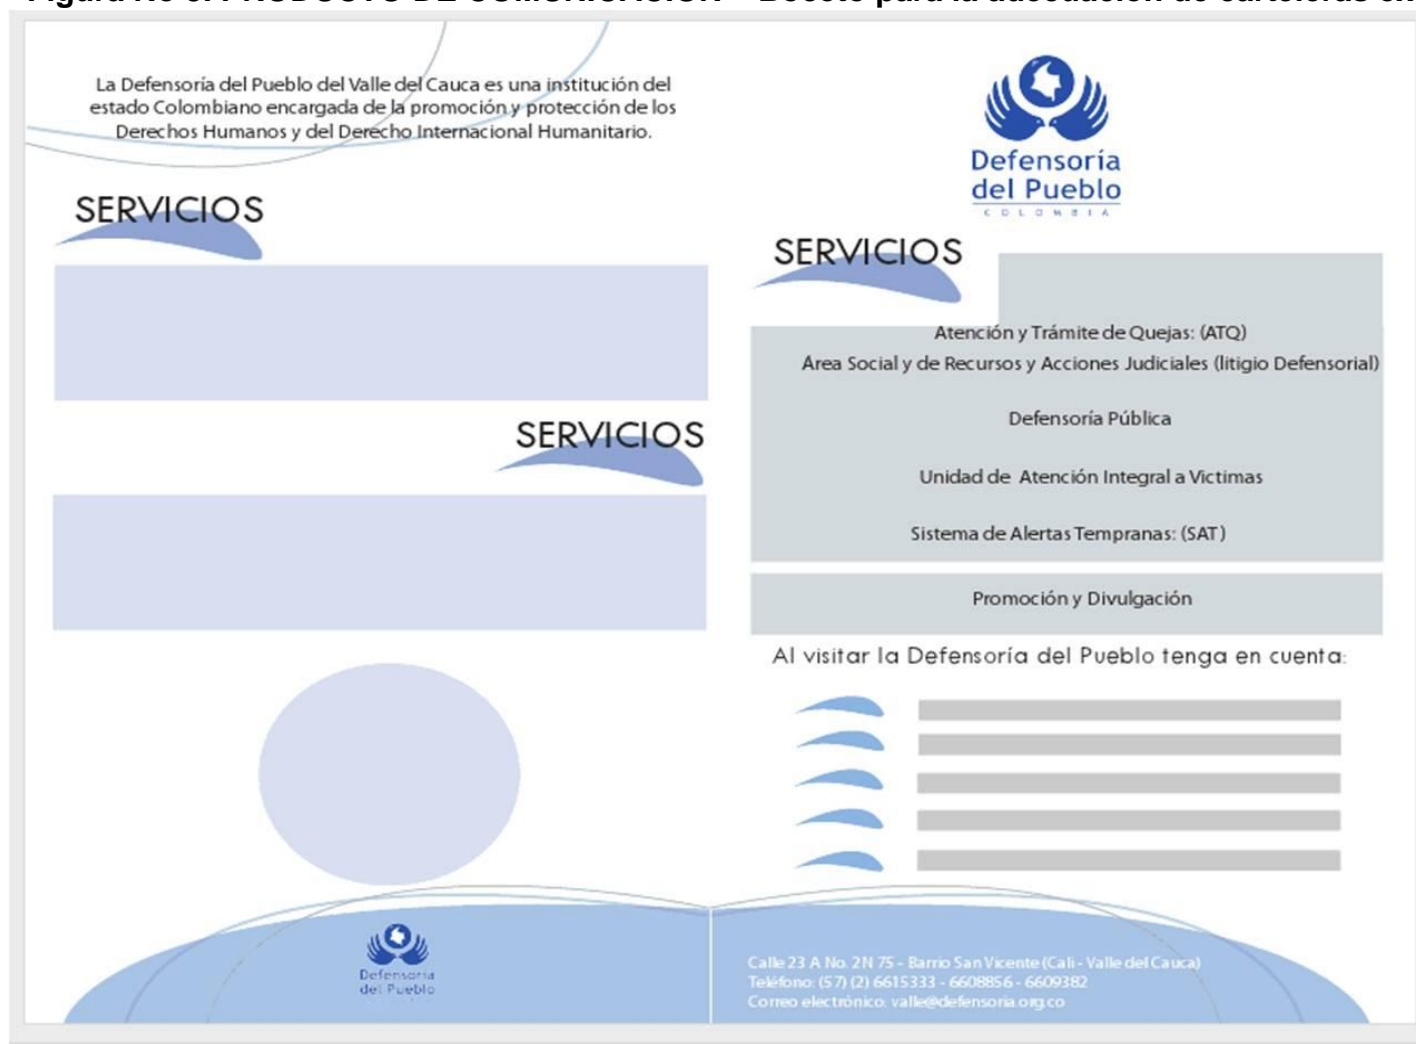 La Defensoría del Pueblo del Valle del Cauca es una institución del
estado Colombiano encargada de la promoción y protección de los
Derechos Humanos y del Derecho Internacional Humanitario.
SERVICIOS
SERVICIOS
Defensoría
del Pueblo
Defensoría
del Pueblo
COLOMBIA
SERVICIOS
Atención y Trámite de Quejas: (ATQ)
Área Social y de Recursos y Acciones Judiciales (litigio Defensorial)
Defensoría Pública
Unidad de Atención Integral a Victimas
Sistema de Alertas Tempranas: (SAT)
Promoción y Divulgación
Al visitar la Defensoría del Pueblo tenga en cuenta:
Calle 23 A No. 2N 75 - Barrio San Vicente (Cali - Valle del Cauca)
Teléfono: (57) (2) 6615333 - 6608856 - 6609382
Correo electrónico: valle@defensoria.org.co